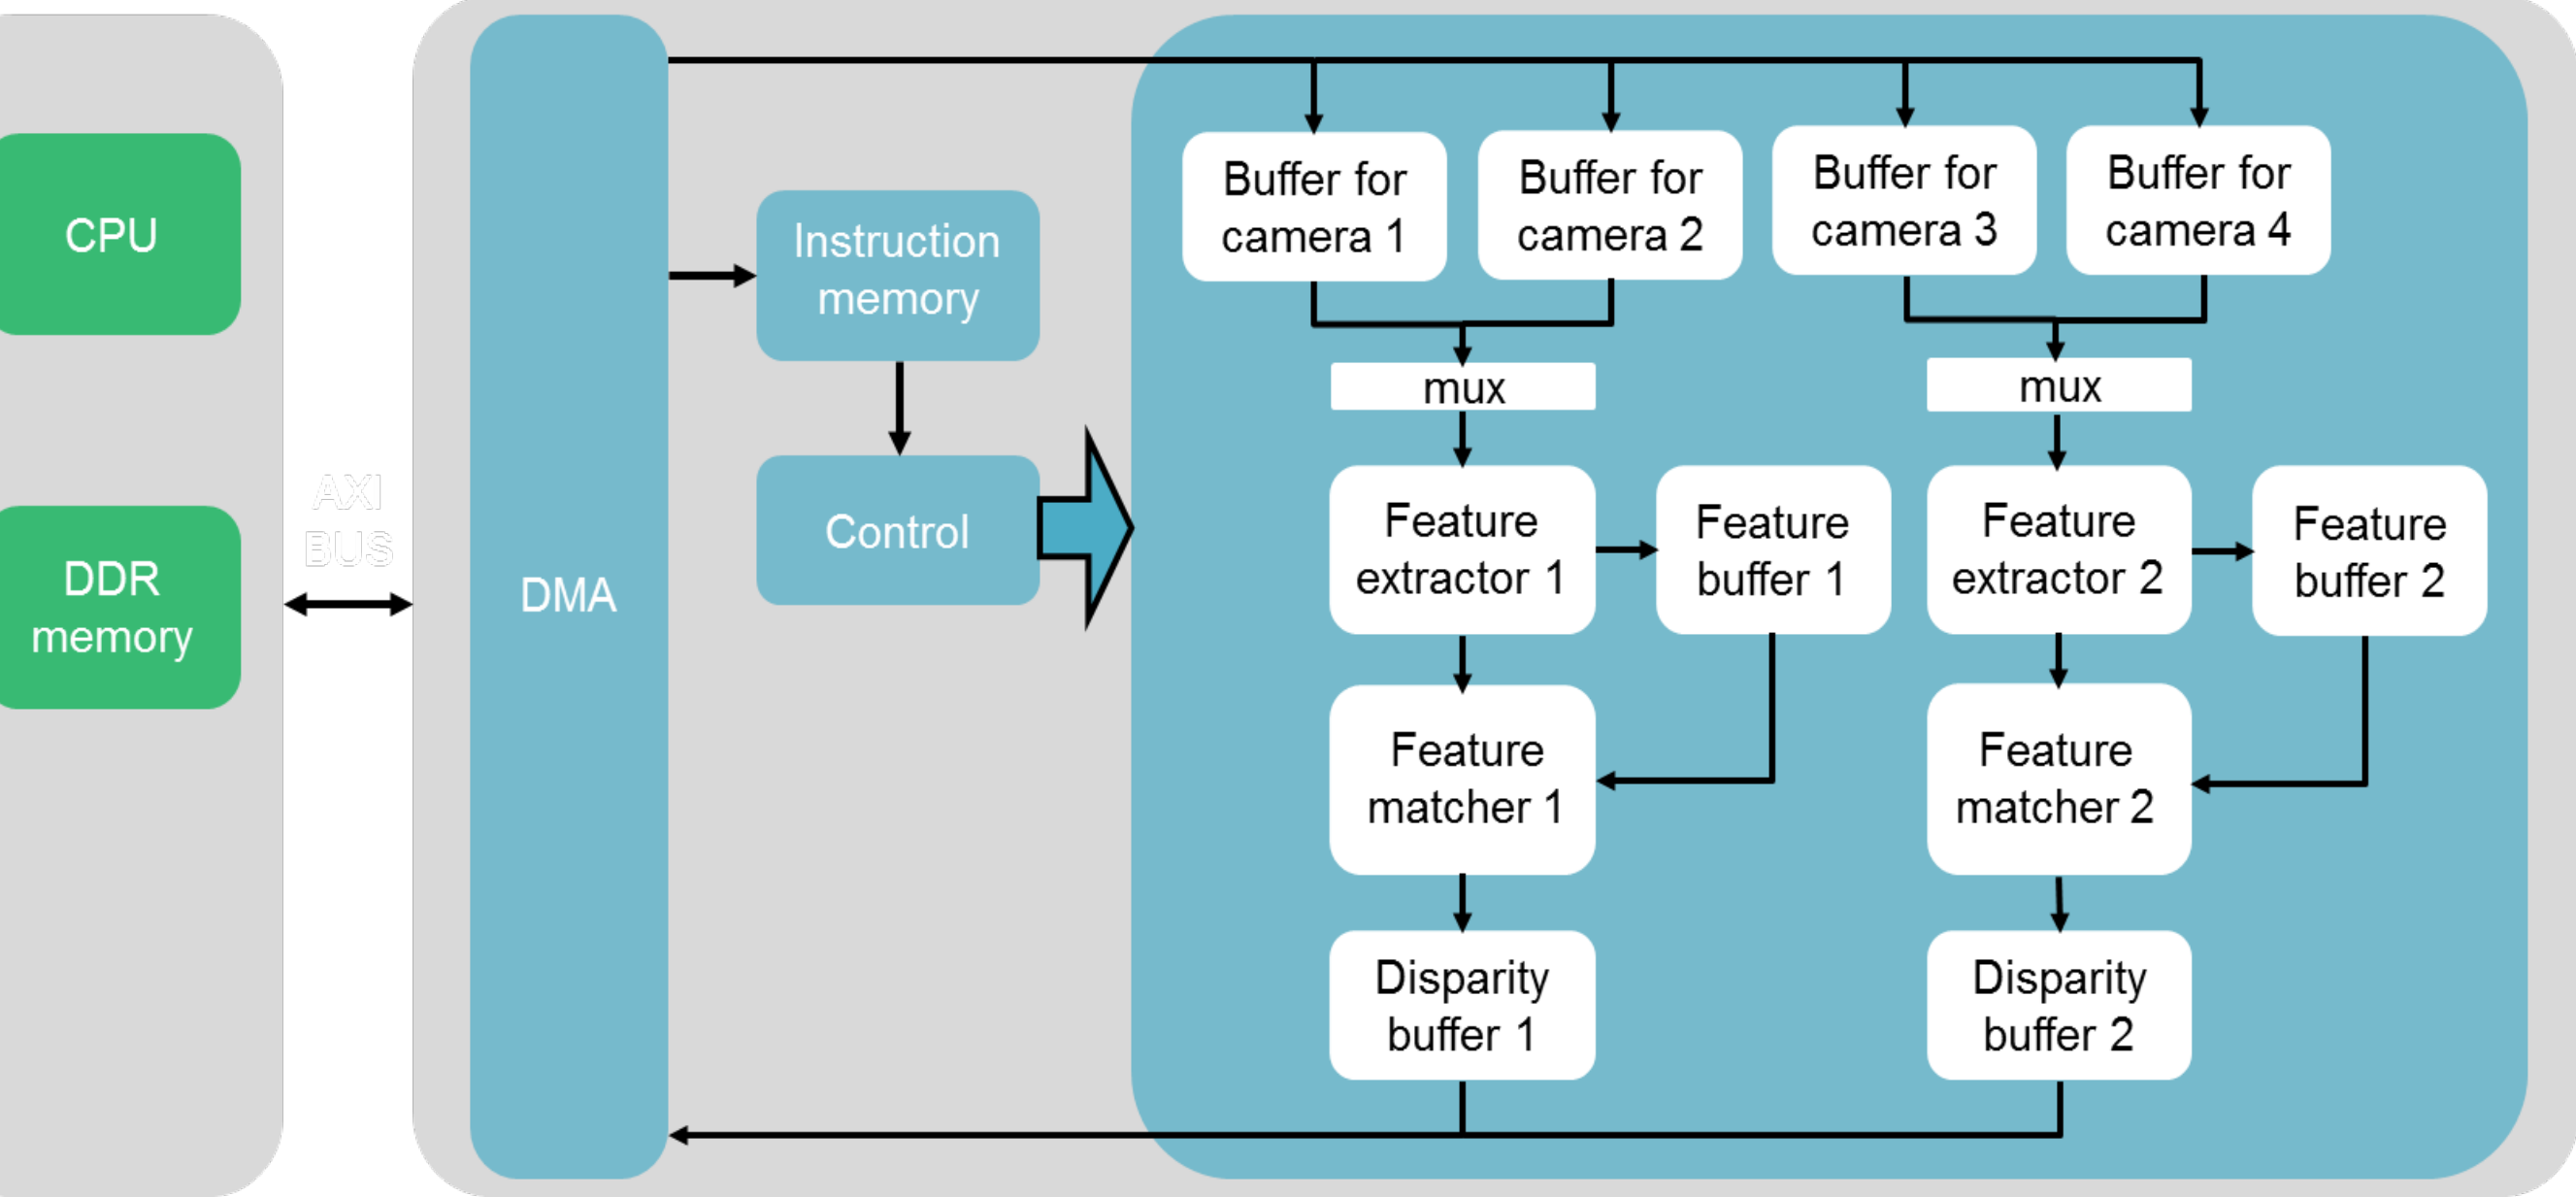 CPU
DDR
memory
AXI
BUS
DMA
Instruction
memory
Control
Buffer for
camera 1
Buffer for
camera 2
Buffer for
camera 3
Buffer for
camera 4
mux
mux
Feature
extractor 1
Feature
buffer 1
Feature
extractor 2
Feature
buffer 2
Feature
matcher 1
Feature
matcher 2
Disparity
buffer 1
Disparity
buffer 2